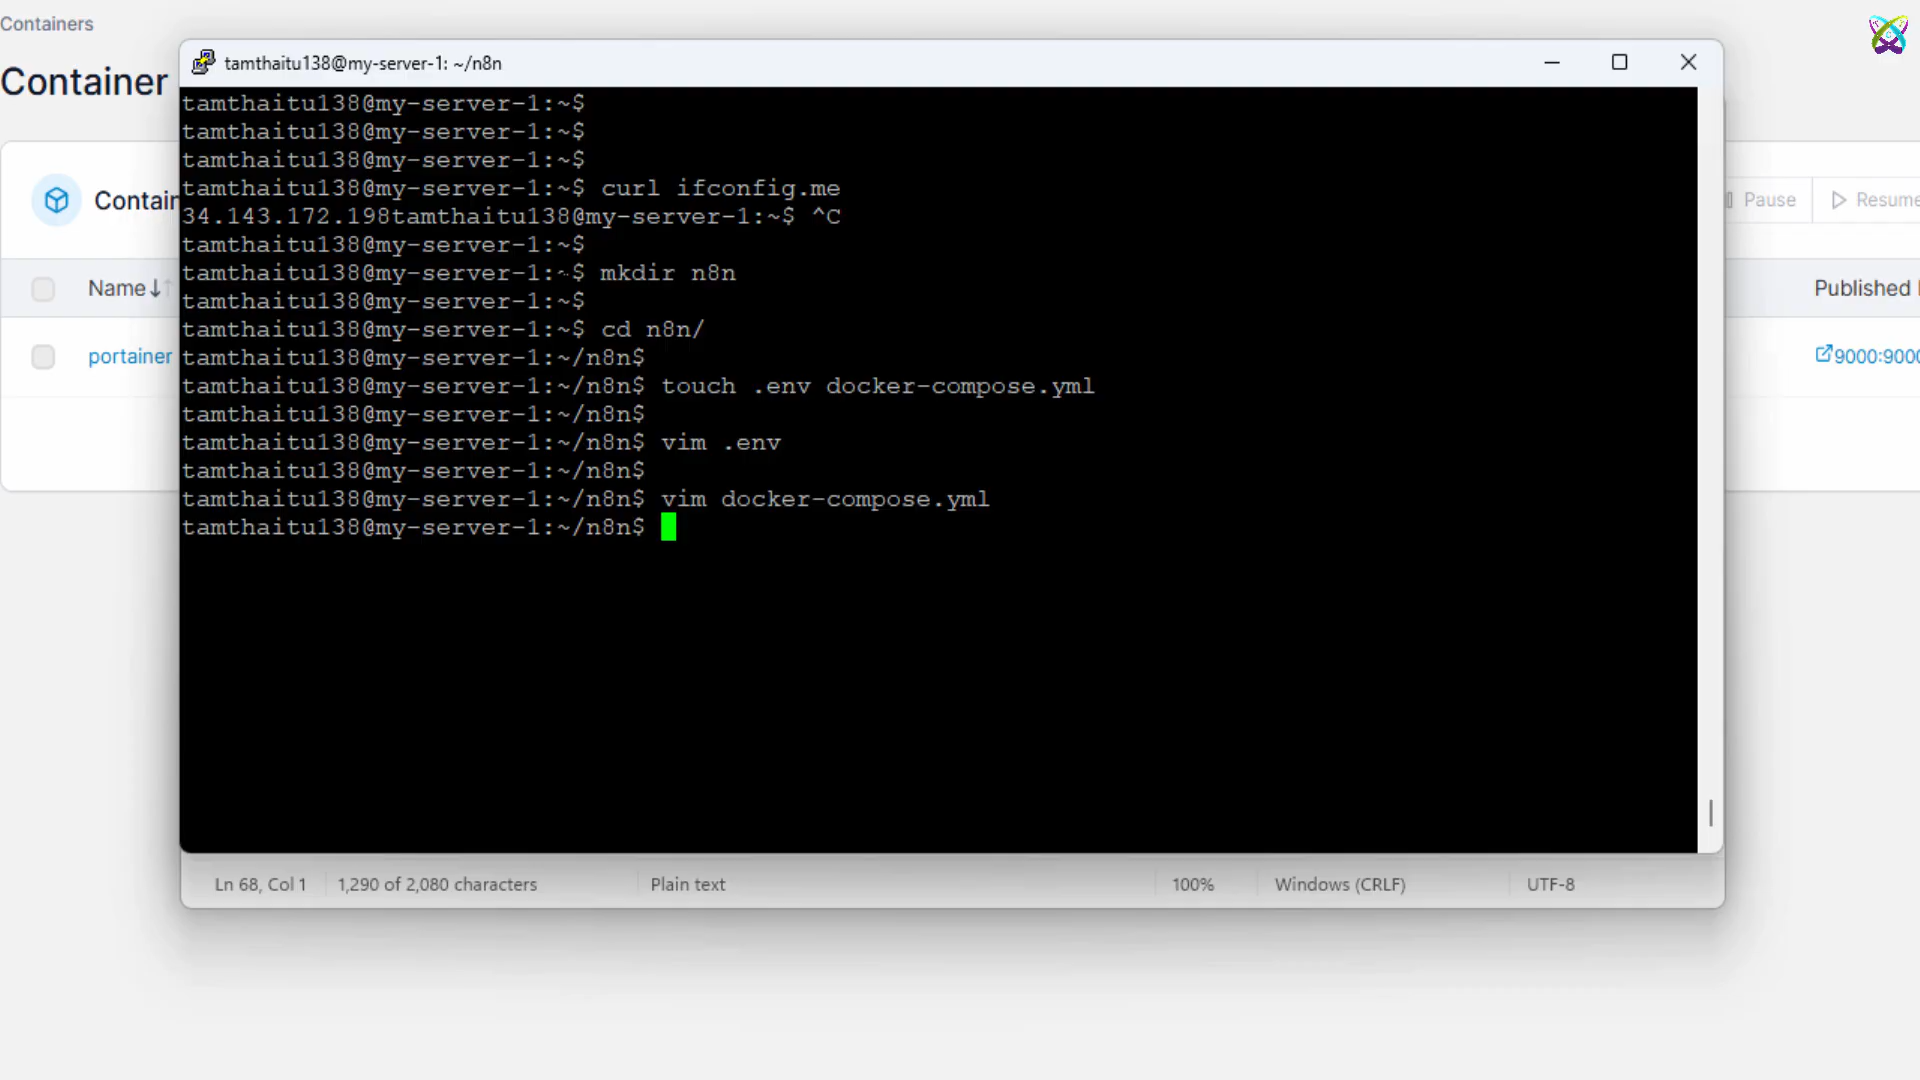 Containers
Container
tamthaitu138@my-server-1: ~/n8n
tamthaitu138@my-server-1:~$
tamthaitu138@my-server-1:~$
tamthaitu138@my-server-1:~$
tamthaitu138@my-server-1:~$ curl ifconfig.me
34.143.172.198tamthaitu138@my-server-1:~$ ^C
tamthaitu138@my-server-1:~$
tamthaitu138@my-server-1:~$ mkdir n8n
tamthaitu138@my-server-1:~$
tamthaitu138@my-server-1:~$ cd n8n/
tamthaitu138@my-server-1:~/n8n$
tamthaitu138@my-server-1:~/n8n$ touch .env docker-compose.yml
tamthaitu138@my-server-1:~/n8n$
tamthaitu138@my-server-1:~/n8n$ vim .env
tamthaitu138@my-server-1:~/n8n$
tamthaitu138@my-server-1:~/n8n$ vim docker-compose.yml
tamthaitu138@my-server-1:~/n8n$
Contain
Pause
Resume
Name
Published
portainer
9000:9000
Ln 68, Col 1
1,290 of 2,080 characters
Plain text
100%
Windows (CRLF)
UTF-8